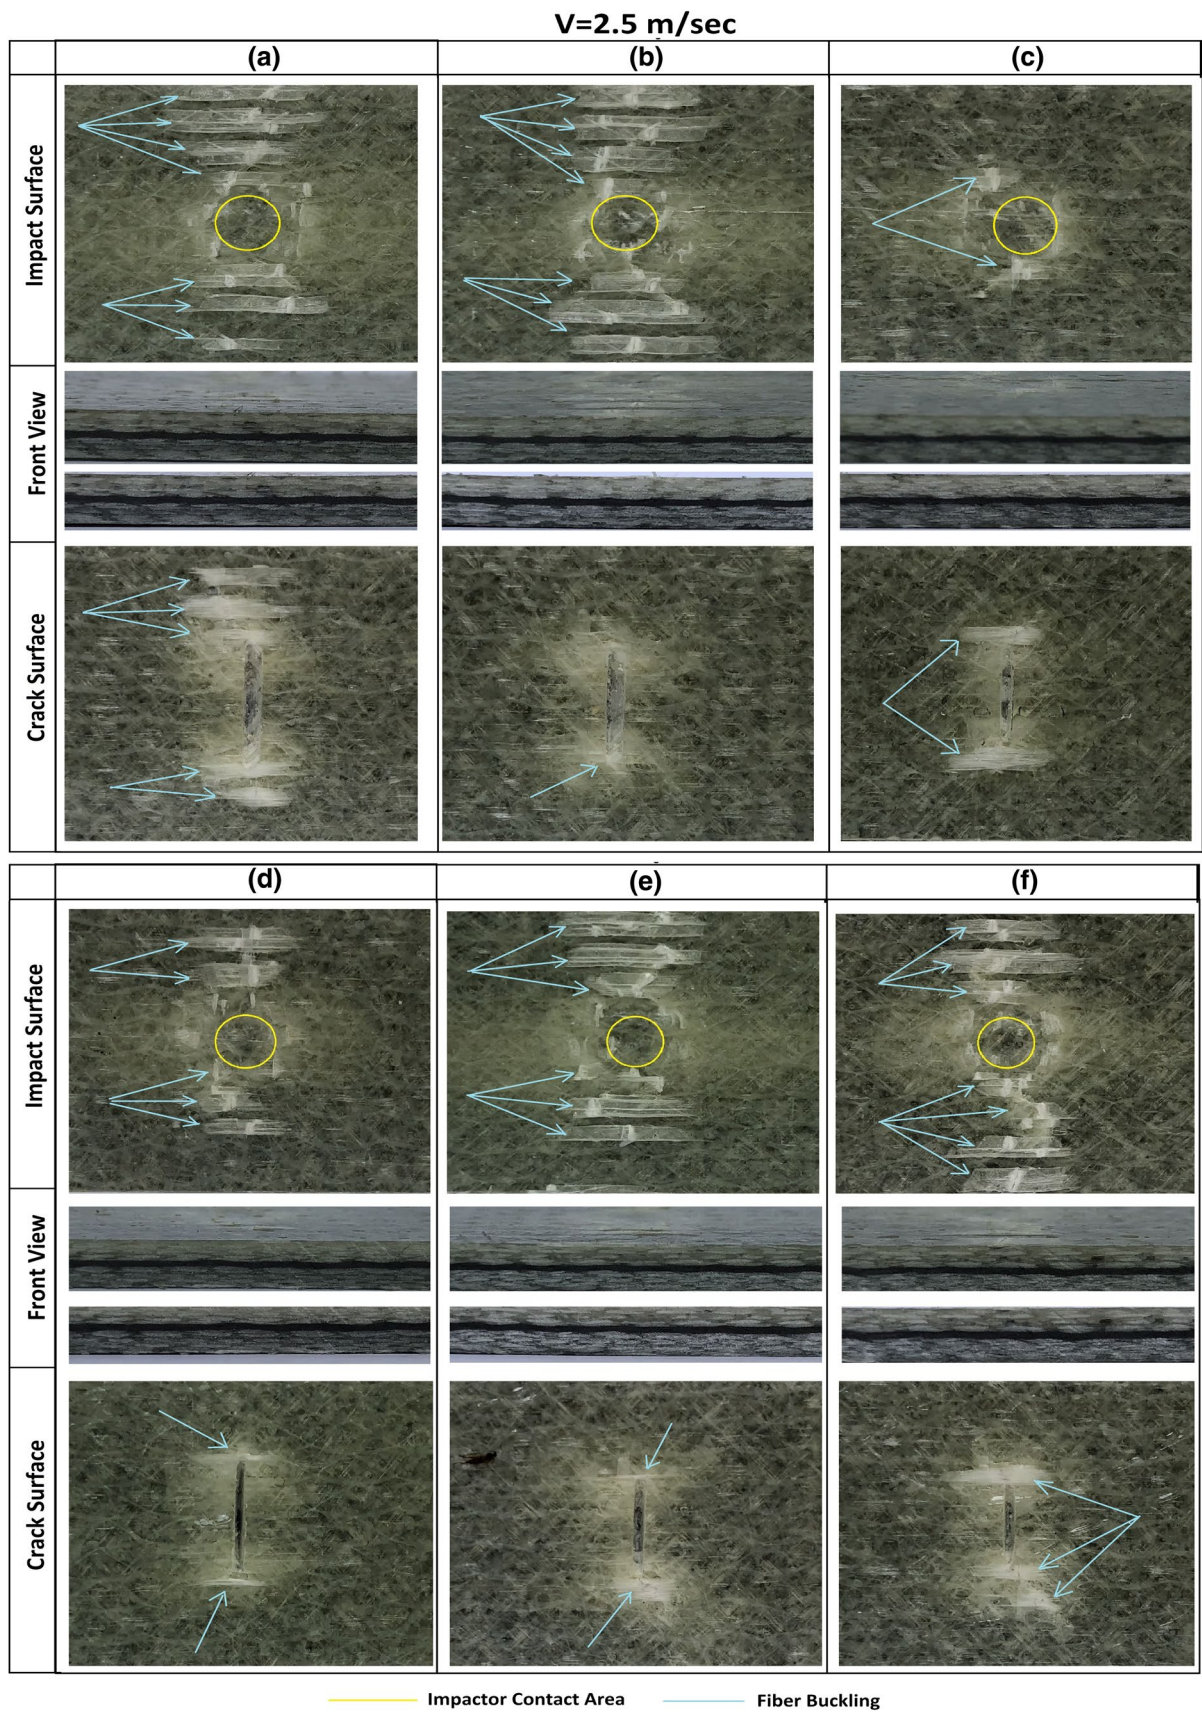 V=2.5 m/sec
(a) (b) (c)
Impact Surface
Front View
Crack Surface
(d) (e) (f)
Impact Surface
Front View
Crack Surface
Impactor Contact Area Fiber Buckling